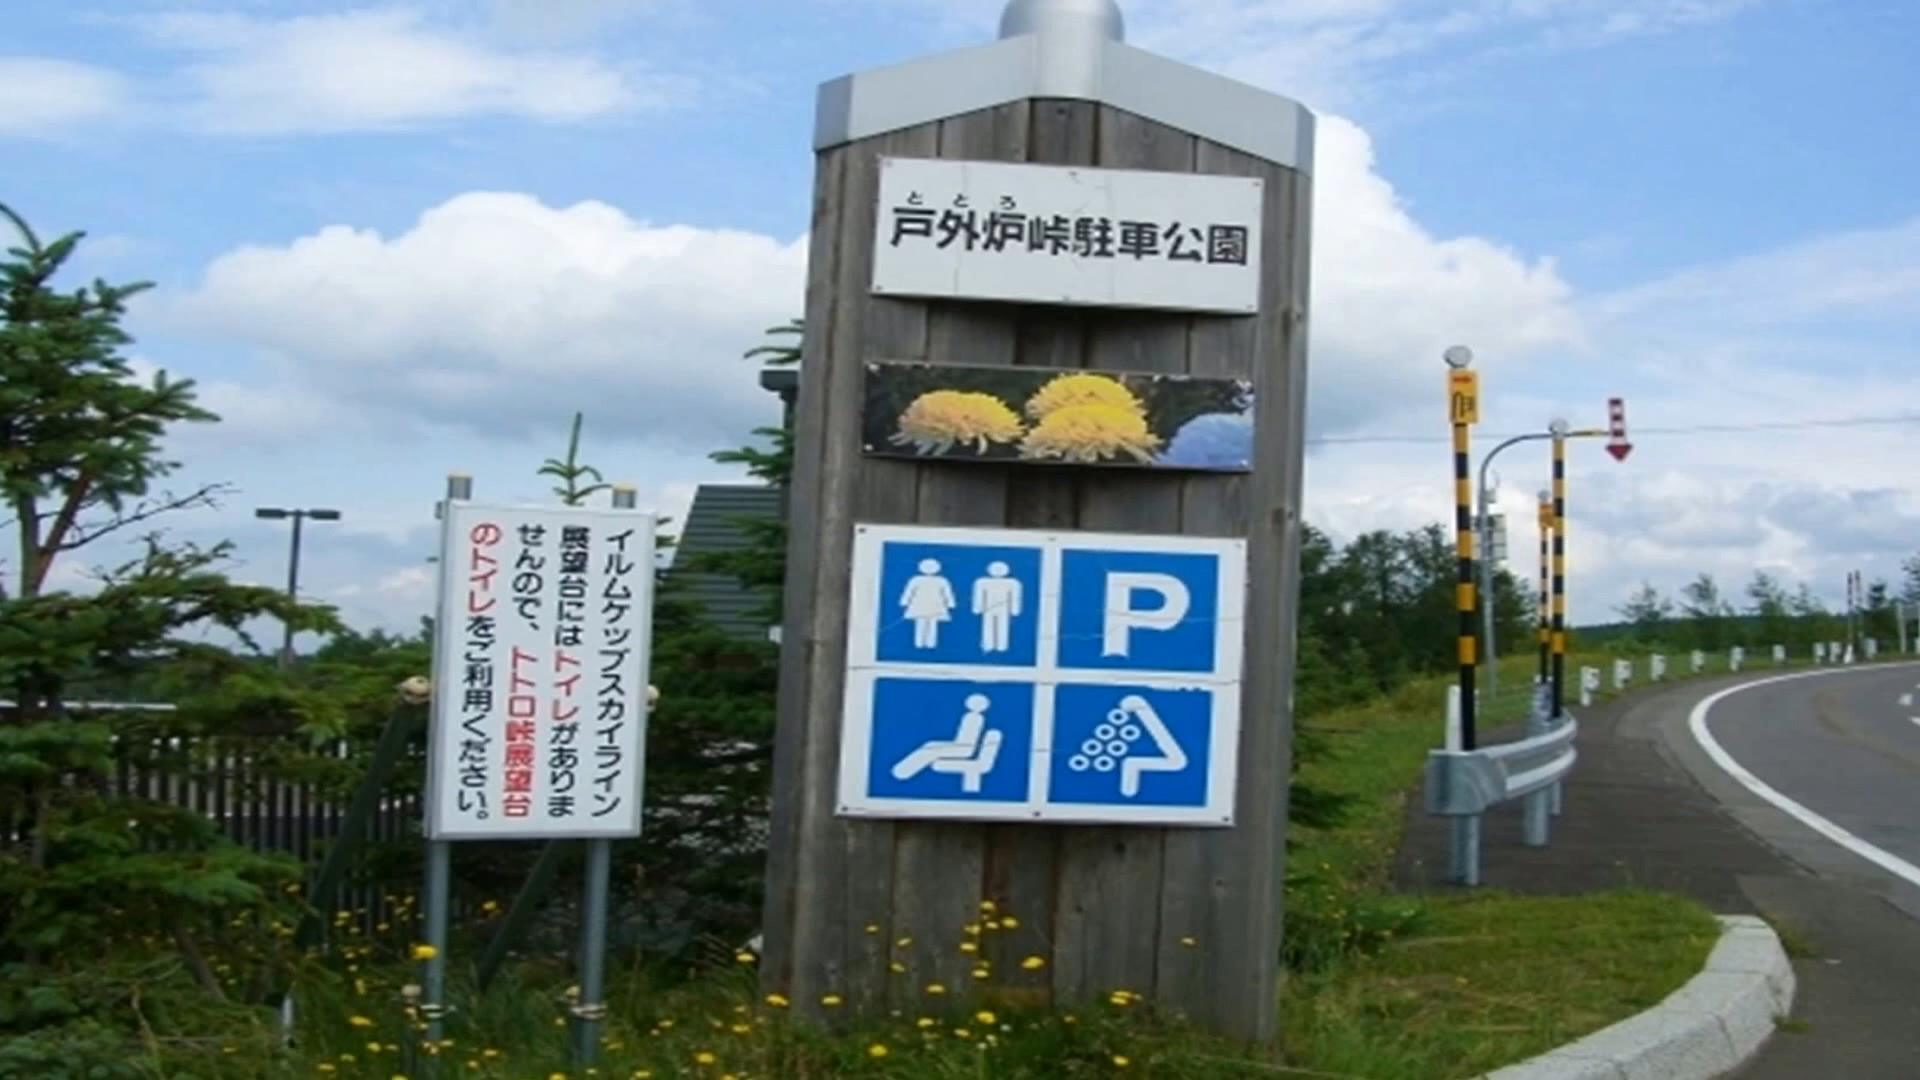 ととろ
戸外炉峠駐車公園
P
イルムケップスカイライン
展望台にはトイレがありま
せんので、トトロ峠展望台
のトイレをご利用ください。